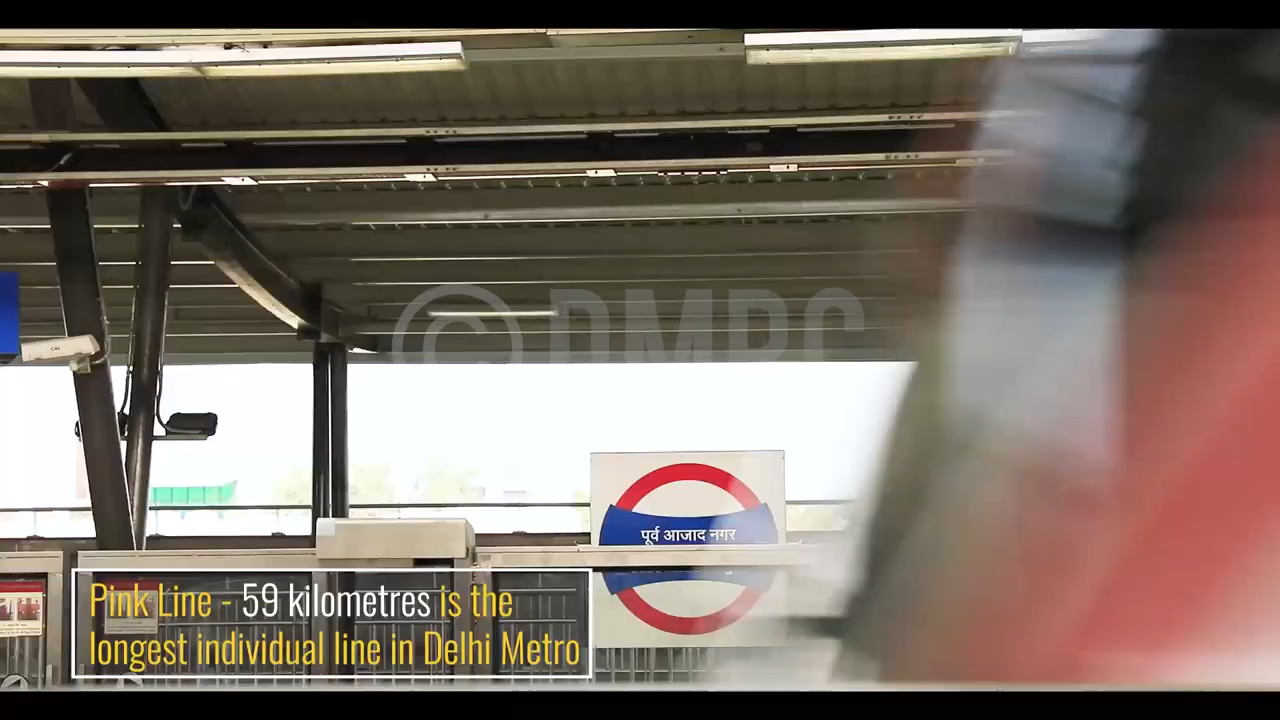 © DMRC
पूर्व आजाद नगर
Pink Line - 59 kilometres is the
longest individual line in Delhi Metro